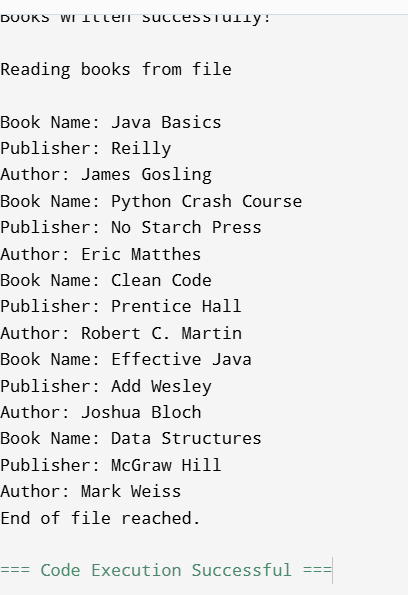 Books written successfully!
Reading books from file
Book Name: Java Basics
Publisher: Reilly
Author: James Gosling
Book Name: Python Crash Course
Publisher: No Starch Press
Author: Eric Matthes
Book Name: Clean Code
Publisher: Prentice Hall
Author: Robert C. Martin
Book Name: Effective Java
Publisher: Add Wesley
Author: Joshua Bloch
Book Name: Data Structures
Publisher: McGraw Hill
Author: Mark Weiss
End of file reached.
=== Code Execution Successful ===